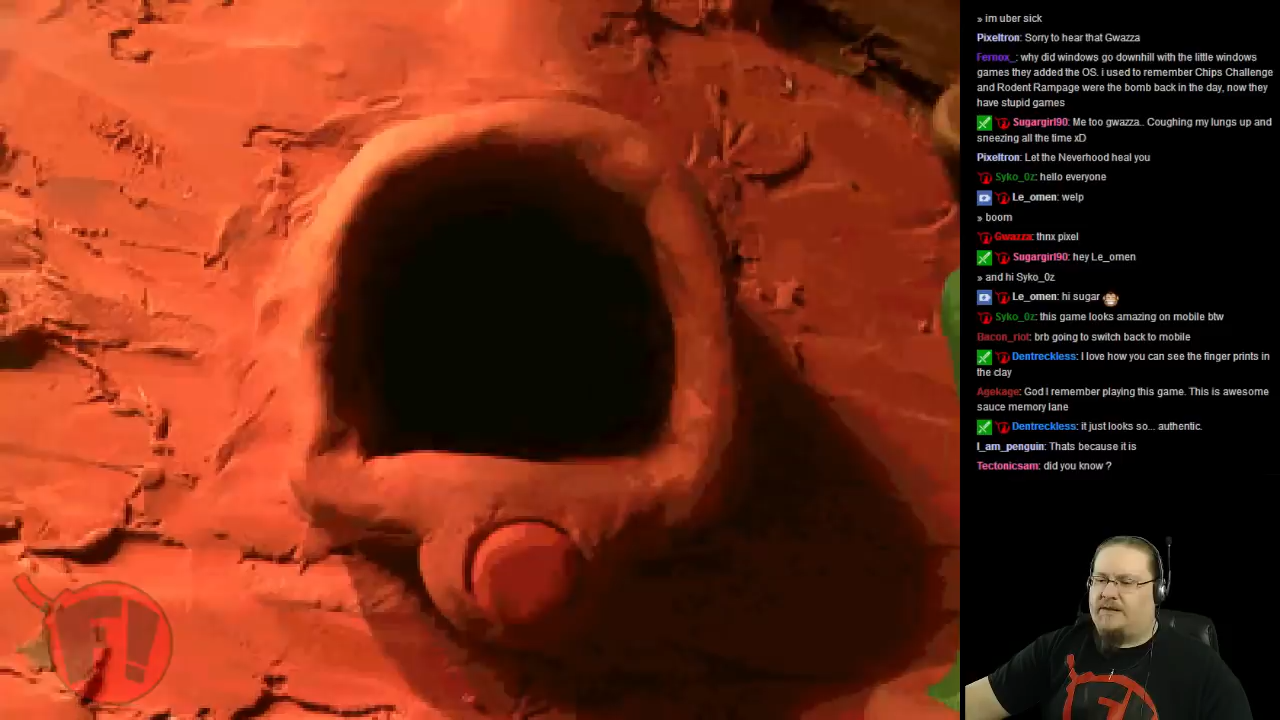 » im uber sick
Pixeltron: Sorry to hear that Gwazza
Fernox_: why did windows go downhill with the little windows
games they added the OS. i used to remember Chips Challenge
and Rodent Rampage were the bomb back in the day, now they
have stupid games
Sugargirl90: Me too gwazza.. Coughing my lungs up and
sneezing all the time xD
Pixeltron: Let the Neverhood heal you
Syko_0z: hello everyone
Le_omen: welp
» boom
Gwazza: thnx pixel
Sugargirl90: hey Le_omen
» and hi Syko_0z
Le_omen: hi sugar
Syko_0z: this game looks amazing on mobile btw
Bacon_riot: brb going to switch back to mobile
Dentreckless: I love how you can see the finger prints in
the clay
Agekage: God I remember playing this game. This is awesome
sauce memory lane
Dentreckless: it just looks so... authentic.
I_am_penguin: Thats because it is
Tectonicsam: did you know ?